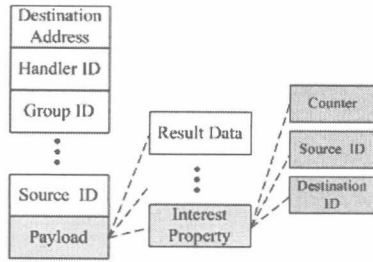 Destination
Address
Handler ID
Group ID
Source ID
Payload
Result Data
Interest
Property
Counter
Source ID
Destination
ID